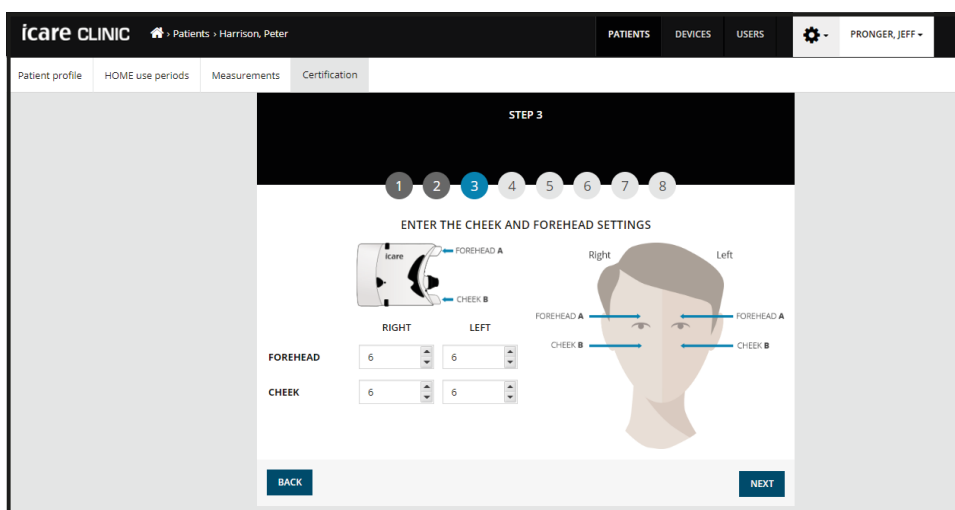 icare CLINIC › Patients › Harrison, Peter PATIENTS DEVICES USERS PRONGER, JEFF
Patient profile HOME use periods Measurements Certification
STEP 3
1 2 3 4 5 6 7 8
ENTER THE CHEEK AND FOREHEAD SETTINGS
icare FOREHEAD A
CHEEK B
Right Left
FOREHEAD A FOREHEAD A
CHEEK B CHEEK B
RIGHT LEFT
FOREHEAD 6 6
CHEEK 6 6
BACK NEXT